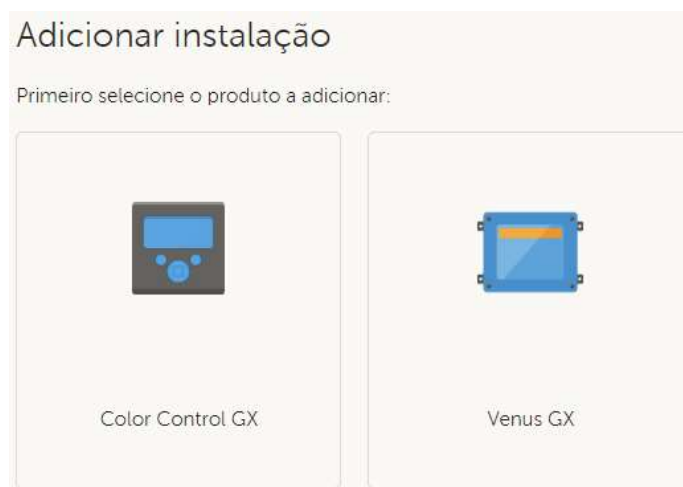 Adicionar instalação
Primeiro selecione o produto a adicionar:
Color Control GX
Venus GX